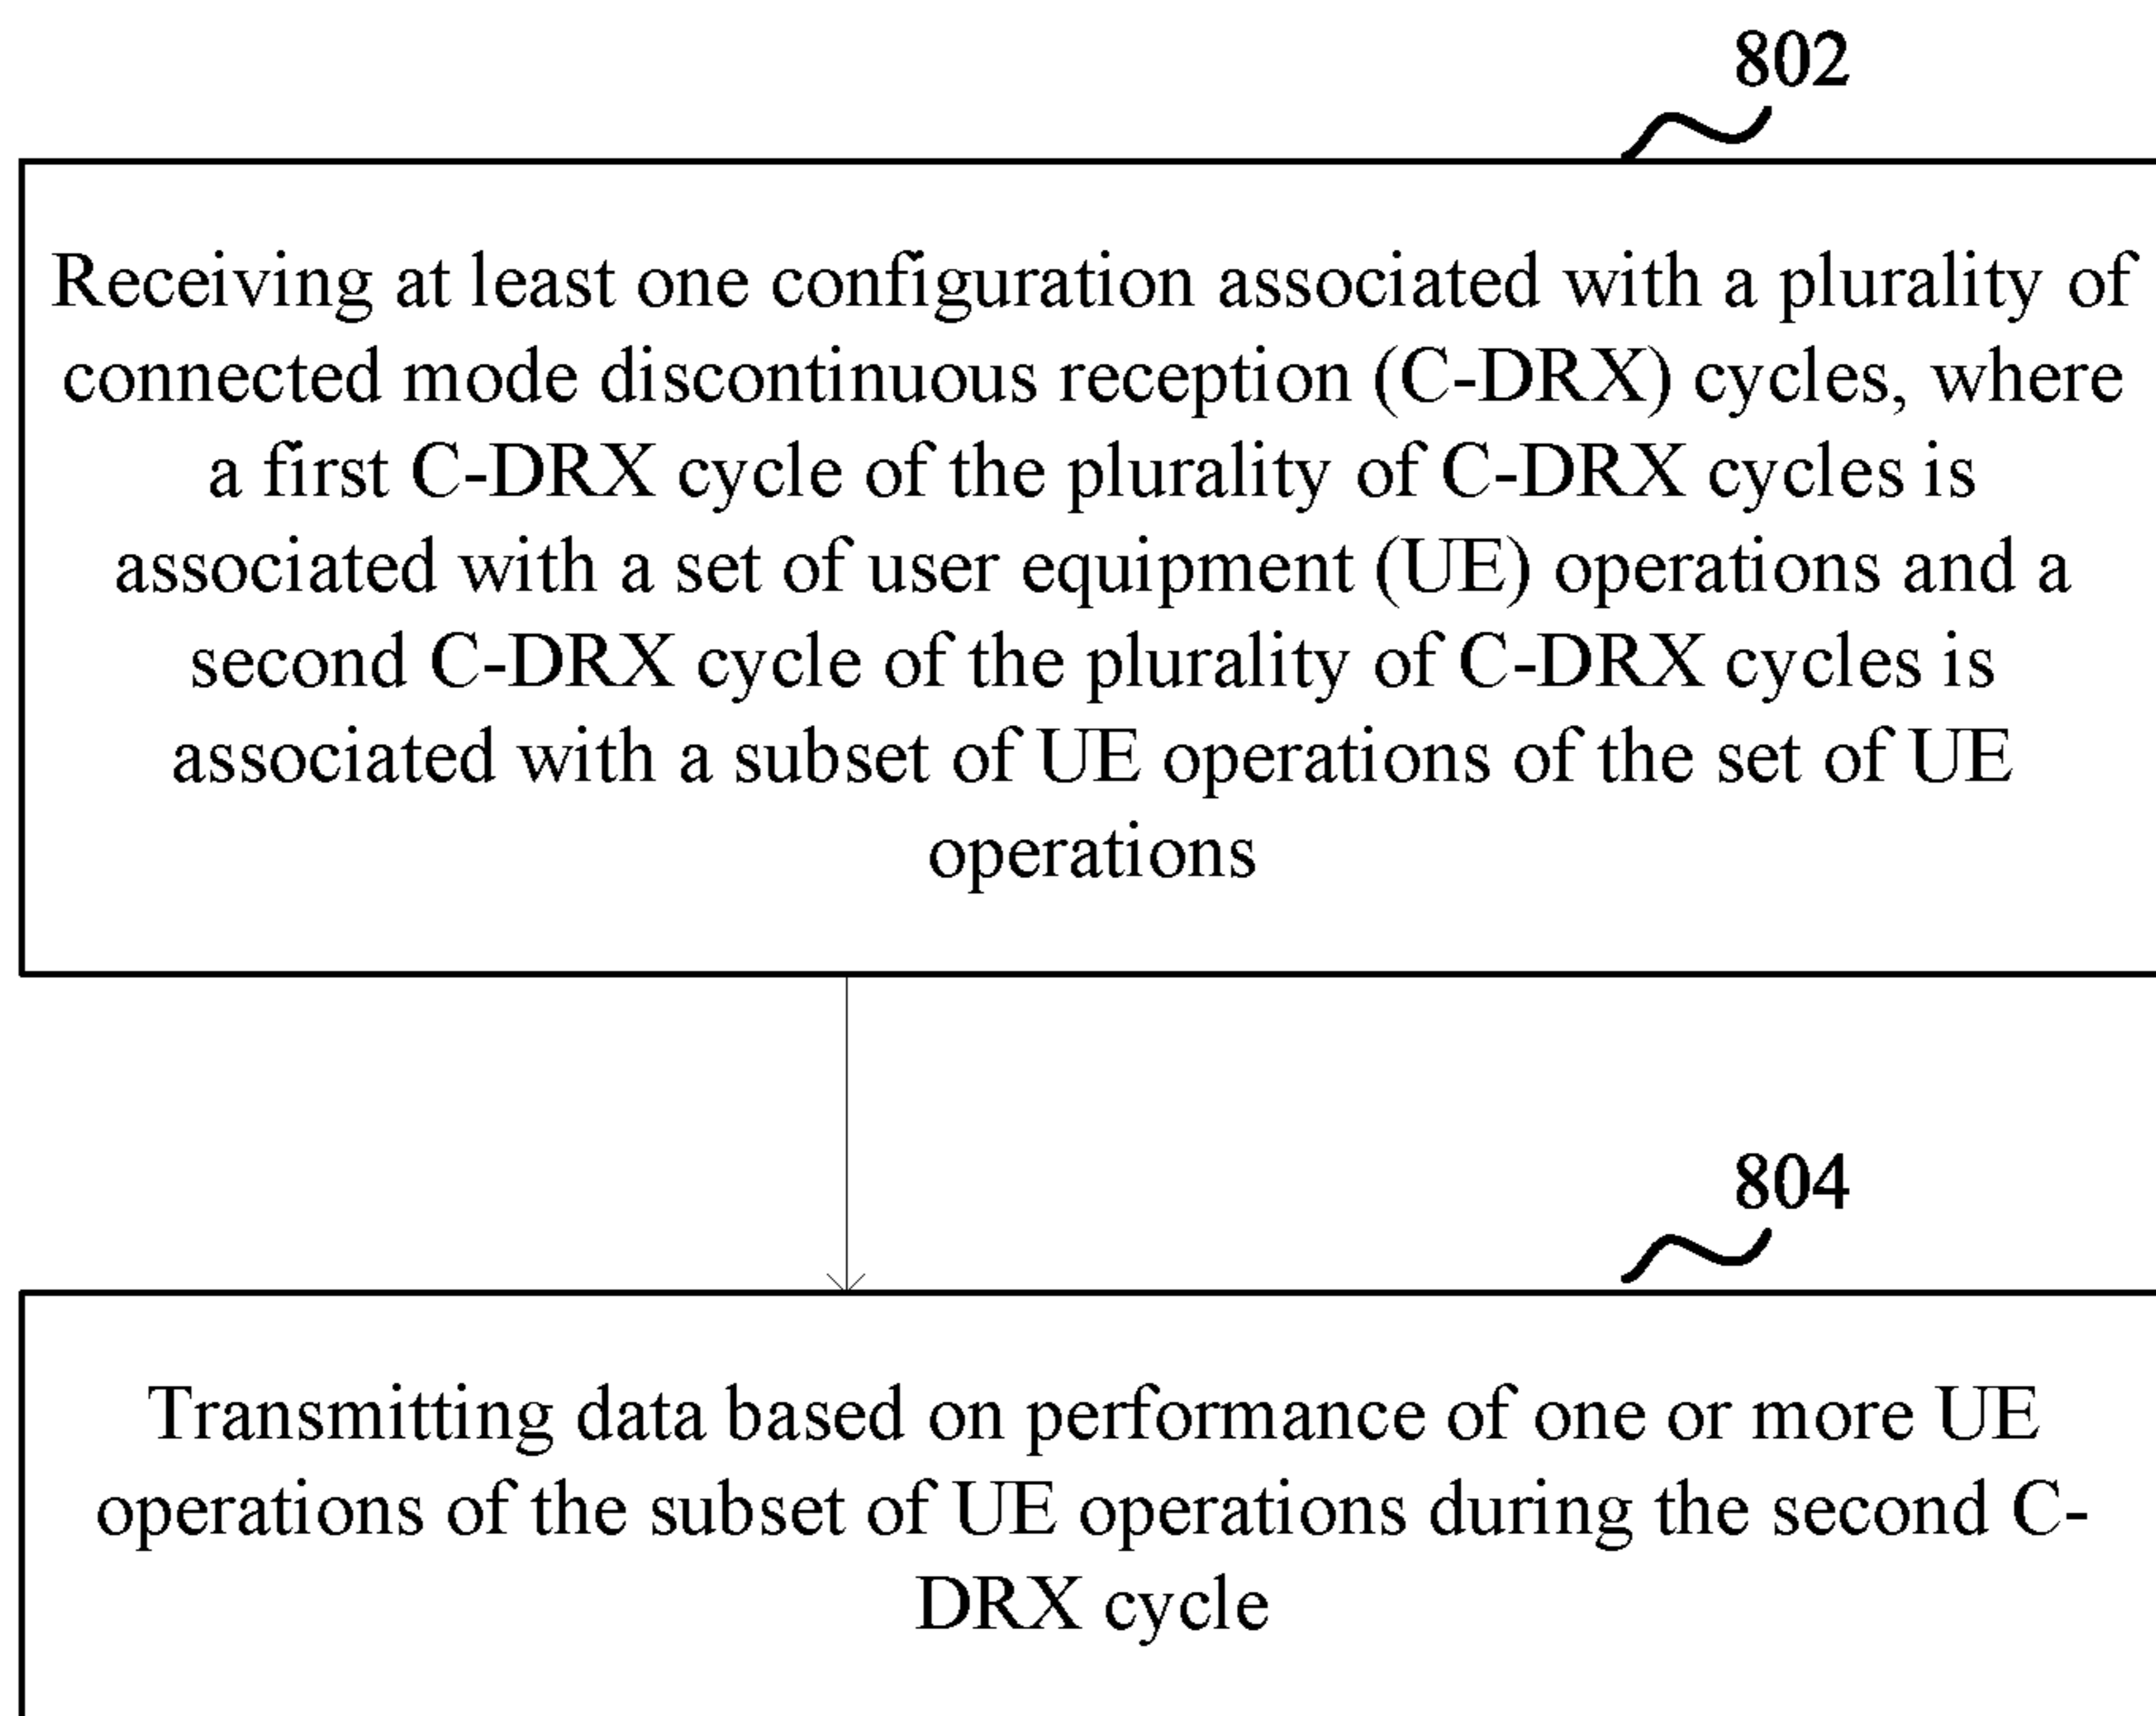 802
Receiving at least one configuration associated with a plurality of
connected mode discontinuous reception (C-DRX) cycles, where
a first C-DRX cycle of the plurality of C-DRX cycles is
associated with a set of user equipment (UE) operations and a
second C-DRX cycle of the plurality of C-DRX cycles is
associated with a subset of UE operations of the set of UE
operations
804
Transmitting data based on performance of one or more UE
operations of the subset of UE operations during the second C-
DRX cycle